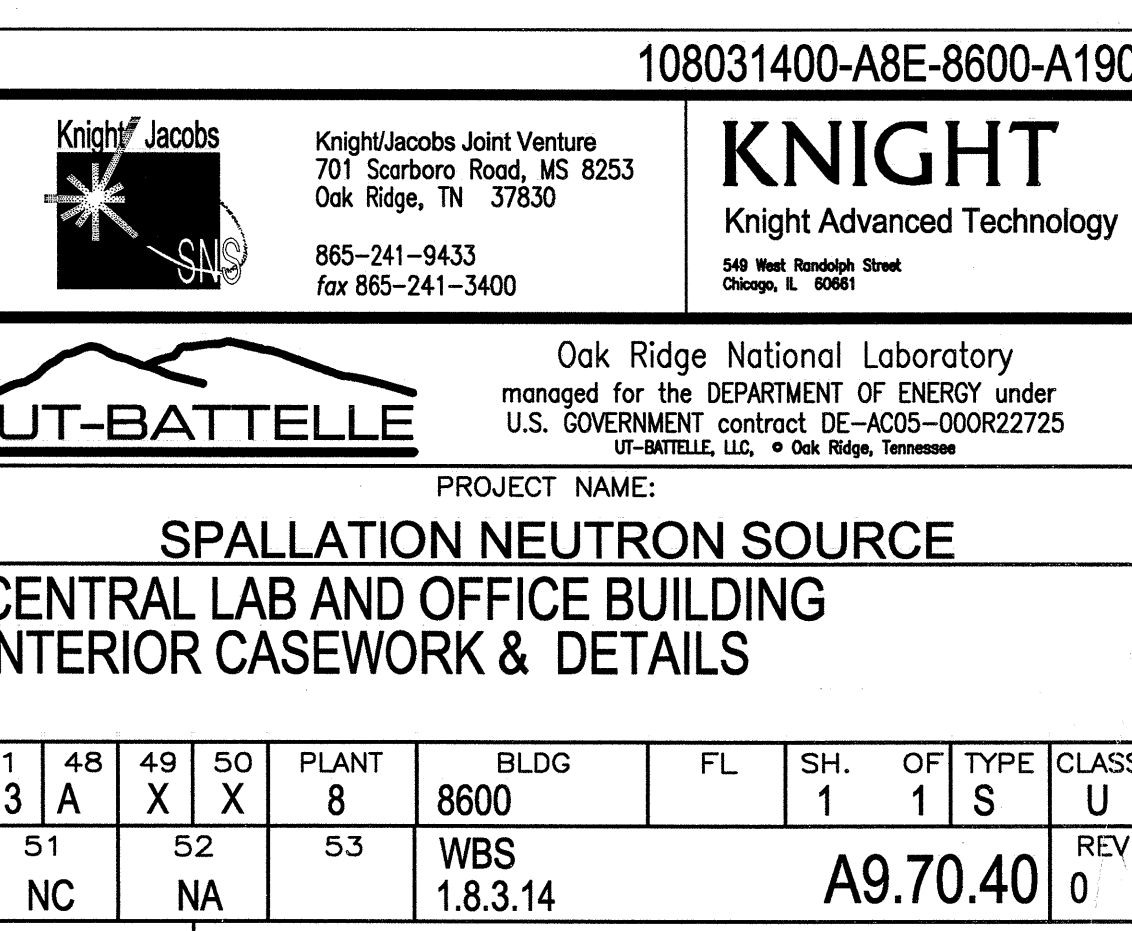 108031400-A8E-8600-A190
Knight/Jacobs
SNS
Knight/Jacobs Joint Venture
701 Scarboro Road, MS 8253
Oak Ridge, TN 37830
865-241-9433
fax 865-241-3400
KNIGHT
Knight Advanced Technology
549 West Randolph Street
Chicago, IL 60661
UT-BATTELLE
Oak Ridge National Laboratory
managed for the DEPARTMENT OF ENERGY under
U.S. GOVERNMENT contract DE-AC05-00OR22725
UT-BATTELLE, LLC, • Oak Ridge, Tennessee
PROJECT NAME:
SPALLATION NEUTRON SOURCE
CENTRAL LAB AND OFFICE BUILDING
NTERIOR CASEWORK & DETAILS
1 48 49 50 PLANT BLDG FL SH. OF TYPE CLASS
3 A X X 8 8600 1 1 S U
51 52 53 WBS A9.70.40 REV
NC NA 1.8.3.14 0